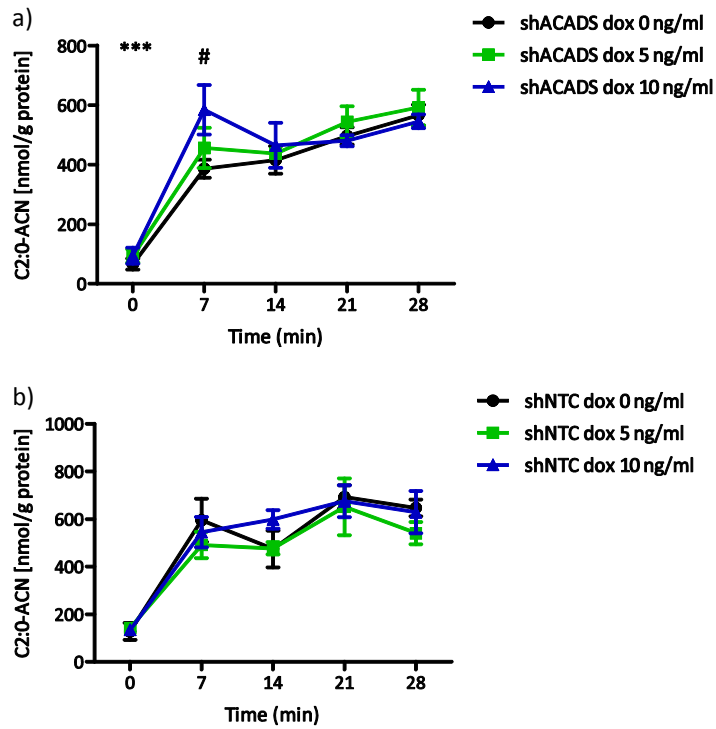 a)
shACADS dox 0 ng/ml
shACADS dox 5 ng/ml
shACADS dox 10 ng/ml
***
#
800
600
400
200
0
C2:0-ACN [nmol/g protein]
0 7 14 21 28
Time (min)
b)
shNTC dox 0 ng/ml
shNTC dox 5 ng/ml
shNTC dox 10 ng/ml
1000
800
600
400
200
0
C2:0-ACN [nmol/g protein]
0 7 14 21 28
Time (min)